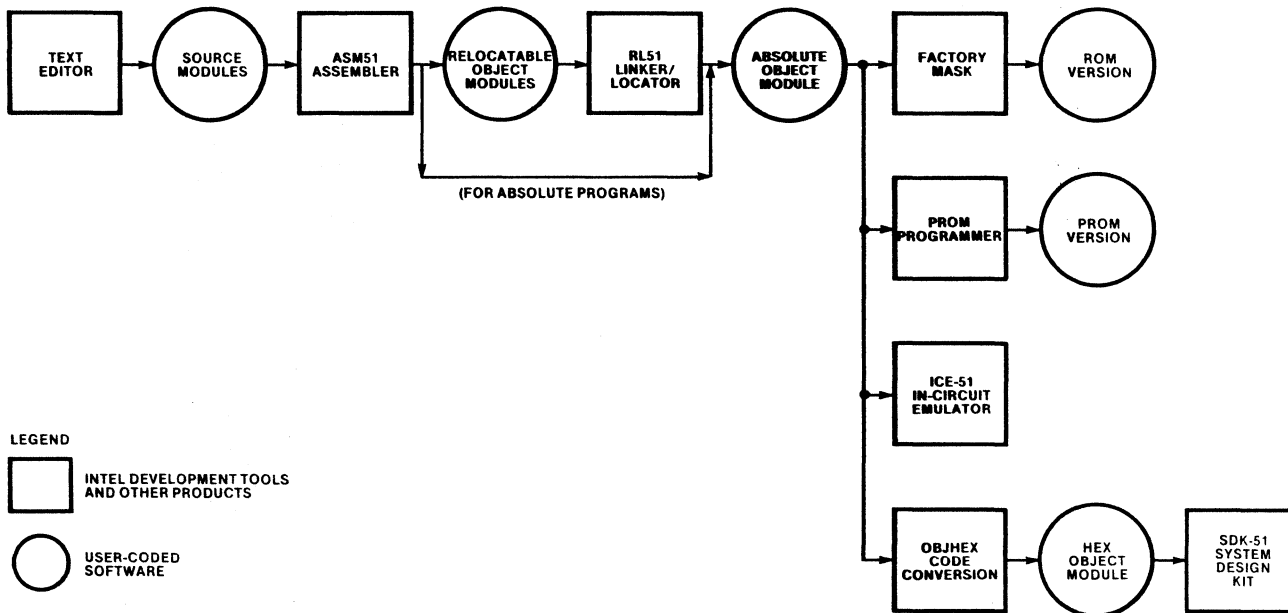 TEXT
EDITOR
SOURCE
MODULES
ASM51
ASSEMBLER
RELOCATABLE
OBJECT
MODULES
RL51
LINKER/
LOCATOR
ABSOLUTE
OBJECT
MODULE
FACTORY
MASK
ROM
VERSION
(FOR ABSOLUTE PROGRAMS)
PROM
PROGRAMMER
PROM
VERSION
ICE-51
IN-CIRCUIT
EMULATOR
LEGEND
INTEL DEVELOPMENT TOOLS
AND OTHER PRODUCTS
USER-CODED
SOFTWARE
OBJHEX
CODE
CONVERSION
HEX
OBJECT
MODULE
SDK-51
SYSTEM
DESIGN
KIT